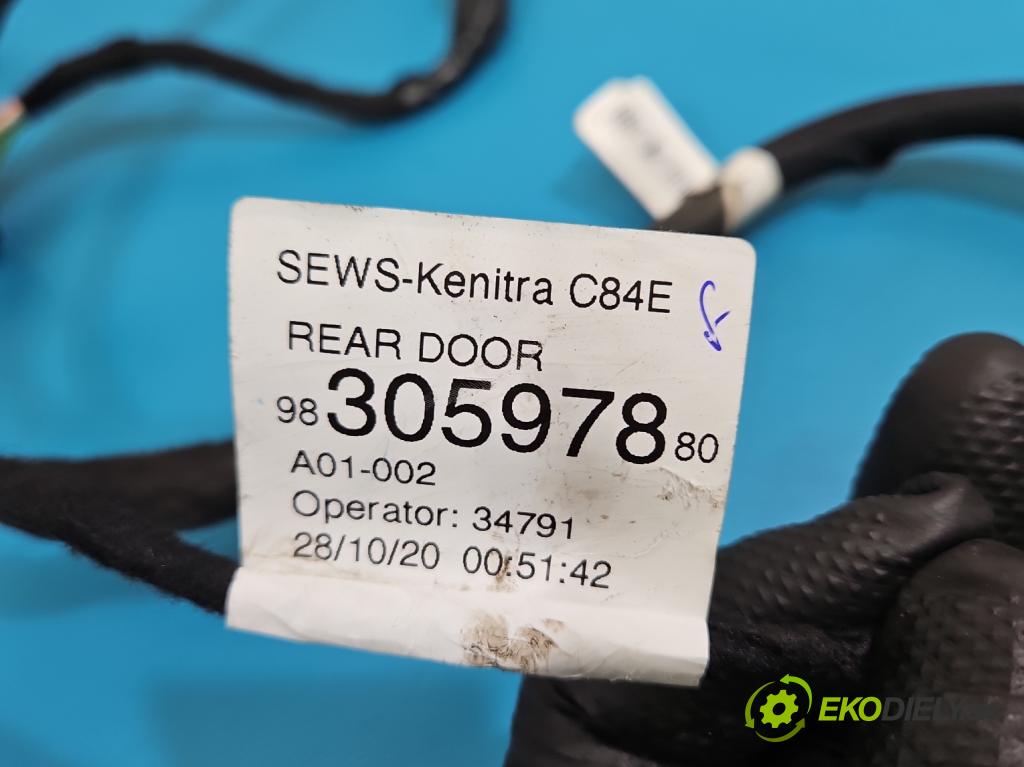 SEWS-Kenitra C84E
REAR DOOR
98 305978 80
A01-002
Operator: 34791
28/10/20 00:51:42
EKODIELY